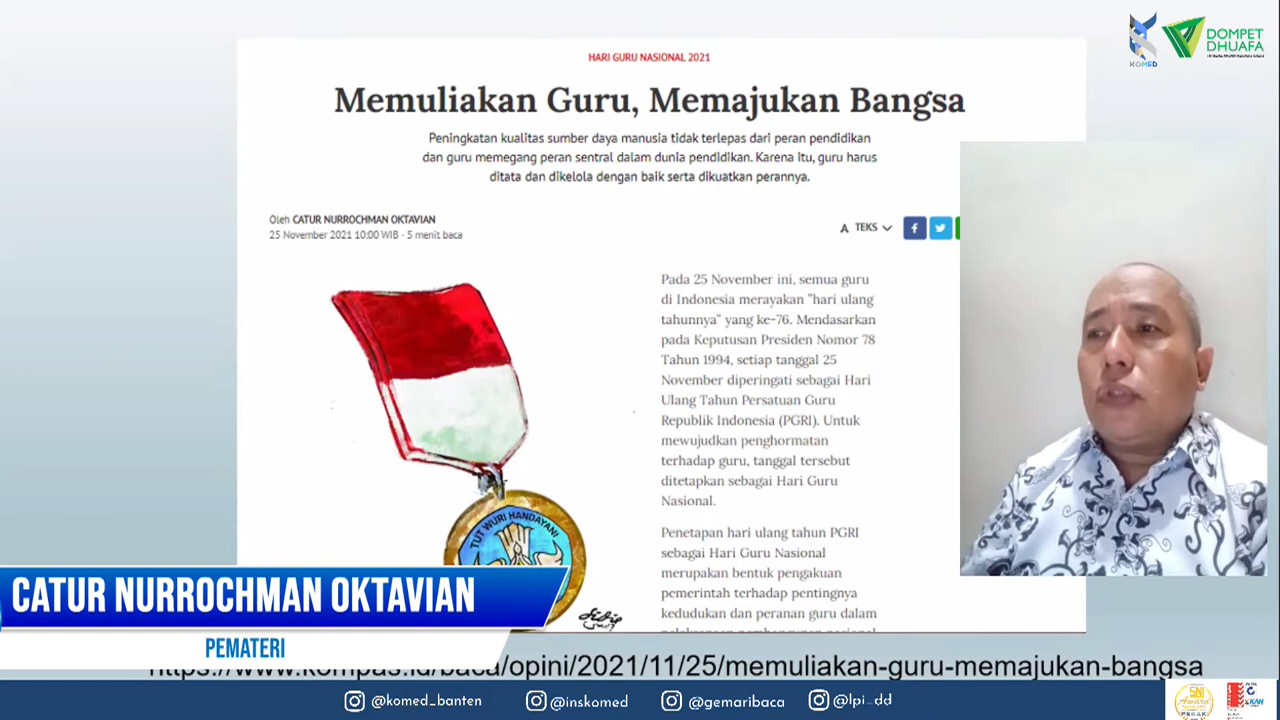 KOMED
DOMPET
DHUAFA
HARI GURU NASIONAL 2021
Memuliakan Guru, Memajukan Bangsa
Peningkatan kualitas sumber daya manusia tidak terlepas dari peran pendidikan
dan guru memegang peran sentral dalam dunia pendidikan. Karena itu, guru harus
ditata dan dikelola dengan baik serta dikuatkan perannya.
Oleh CATUR NURROCHMAN OKTAVIAN
25 November 2021 10:00 WIB · 5 menit baca
A TEKS
Pada 25 November ini, semua guru
di Indonesia merayakan "hari ulang
tahunnya" yang ke-76. Mendasarkan
pada Keputusan Presiden Nomor 78
Tahun 1994, setiap tanggal 25
November diperingati sebagai Hari
Ulang Tahun Persatuan Guru
Republik Indonesia (PGRI). Untuk
mewujudkan penghormatan
terhadap guru, tanggal tersebut
ditetapkan sebagai Hari Guru
Nasional.
Penetapan hari ulang tahun PGRI
sebagai Hari Guru Nasional
merupakan bentuk pengakuan
pemerintah terhadap pentingnya
kedudukan dan peranan guru dalam
TUT WURI HANDAYANI
CATUR NURROCHMAN OKTAVIAN
PEMATERI
https://www.kompas.id/baca/opini/2021/11/25/memuliakan-guru-memajukan-bangsa
@komed_banten
@inskomed
@gemaribaca
@lpi_dd
SNI
Award
PERAK
KAN